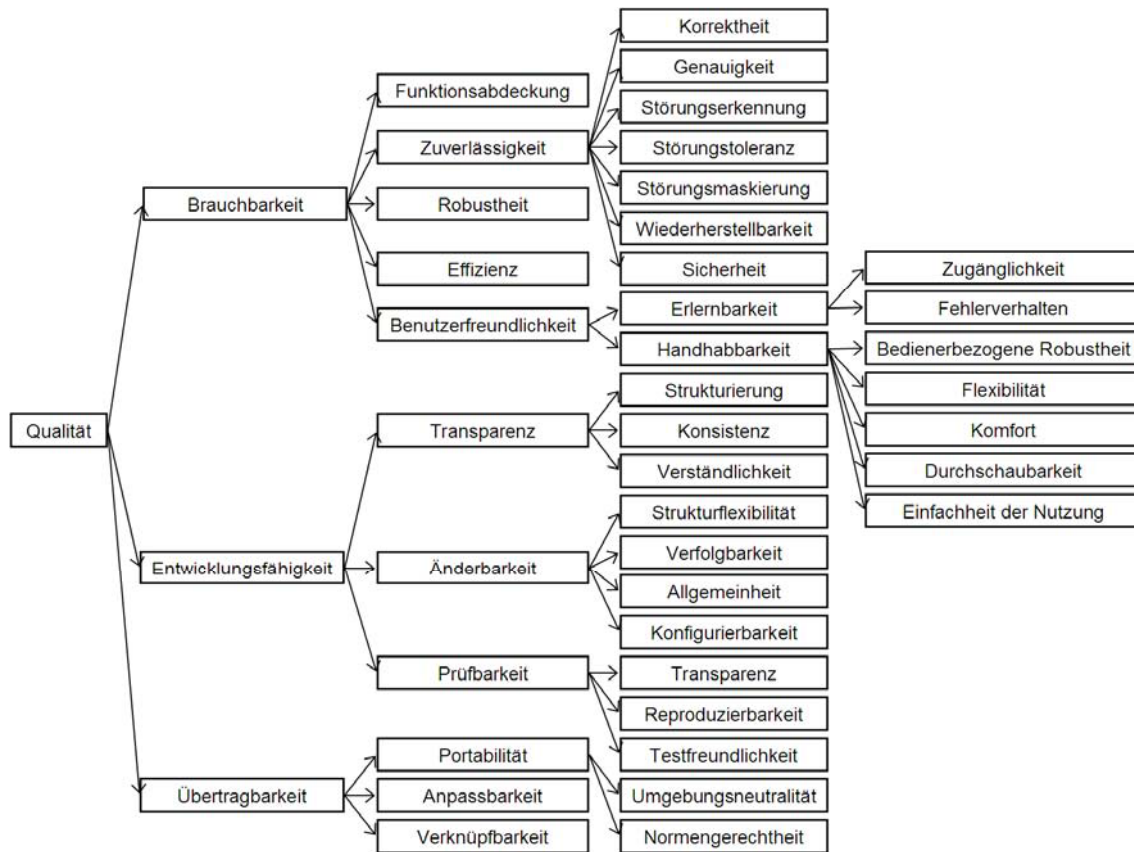 Qualität
Brauchbarkeit
Funktionsabdeckung
Zuverlässigkeit
Korrektheit
Genauigkeit
Störungserkennung
Störungstoleranz
Störungsmaskierung
Wiederherstellbarkeit
Sicherheit
Robustheit
Effizienz
Benutzerfreundlichkeit
Erlernbarkeit
Zugänglichkeit
Fehlerverhalten
Handhabbarkeit
Bedienerbezogene Robustheit
Flexibilität
Komfort
Durchschaubarkeit
Einfachheit der Nutzung
Entwicklungsfähigkeit
Transparenz
Strukturierung
Konsistenz
Verständlichkeit
Änderbarkeit
Strukturflexibilität
Verfolgbarkeit
Allgemeinheit
Konfigurierbarkeit
Prüfbarkeit
Transparenz
Reproduzierbarkeit
Testfreundlichkeit
Übertragbarkeit
Portabilität
Umgebungsneutralität
Normengerechtheit
Anpassbarkeit
Verknüpfbarkeit